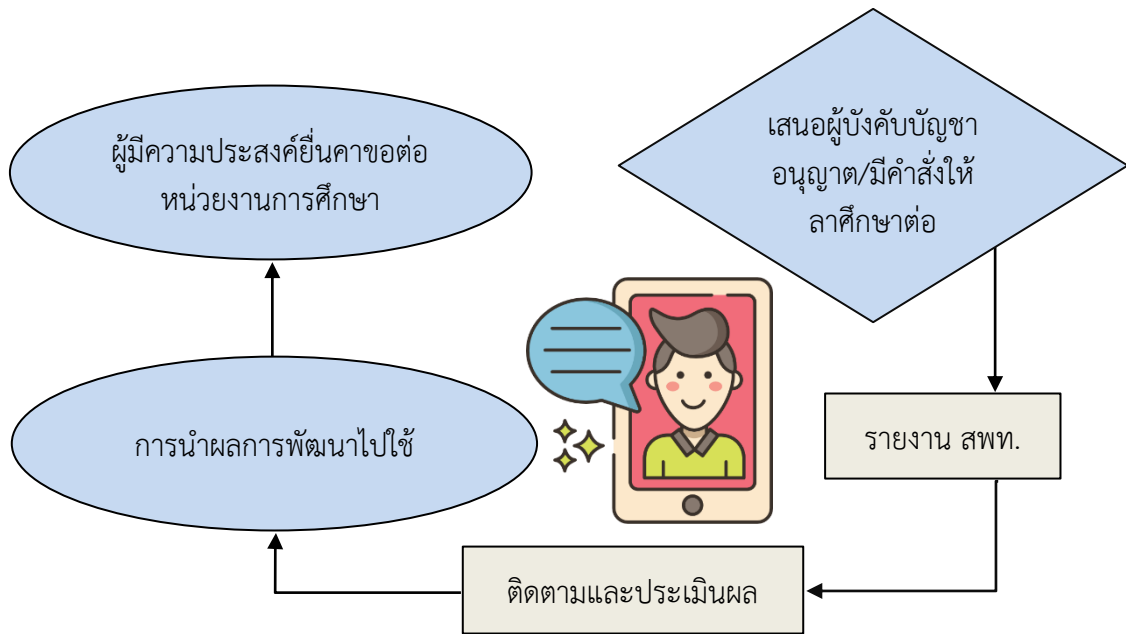 ผู้มีความประสงค์ยื่นคาขอต่อ
หน่วยงานการศึกษา
เสนอผู้บังคับบัญชา
อนุญาต/มีคำสั่งให้
ลาศึกษาต่อ
การนำผลการพัฒนาไปใช้
รายงาน สพท.
ติดตามและประเมินผล